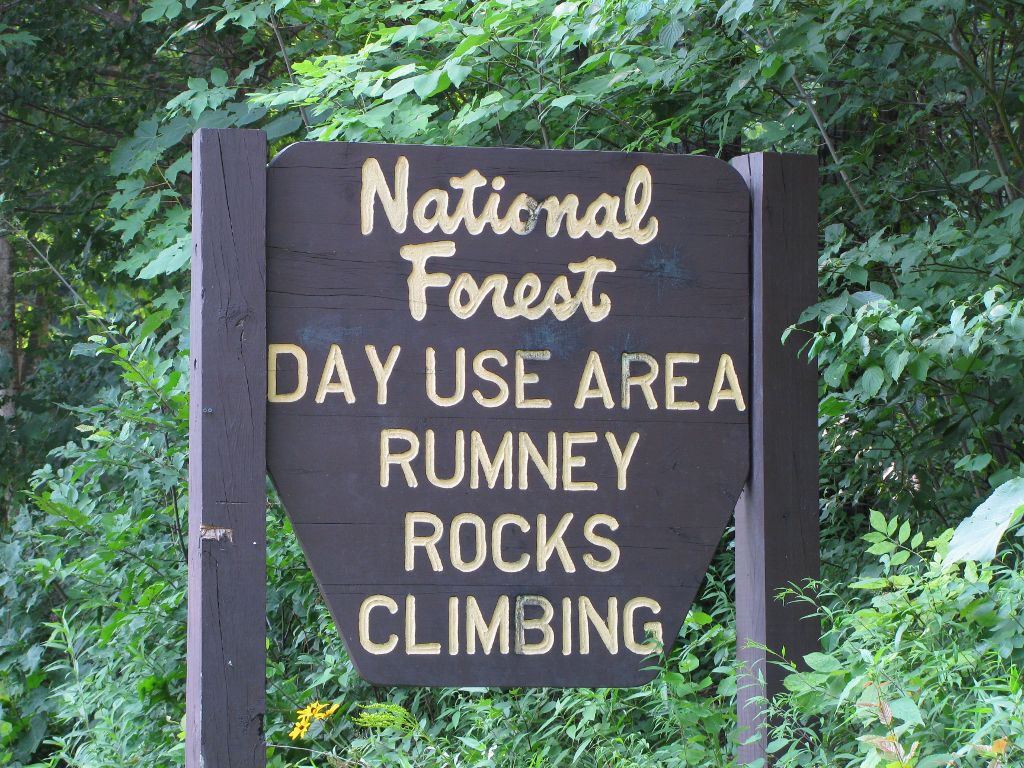 National
Forest
DAY USE AREA
RUMNEY
ROCKS
CLIMBING